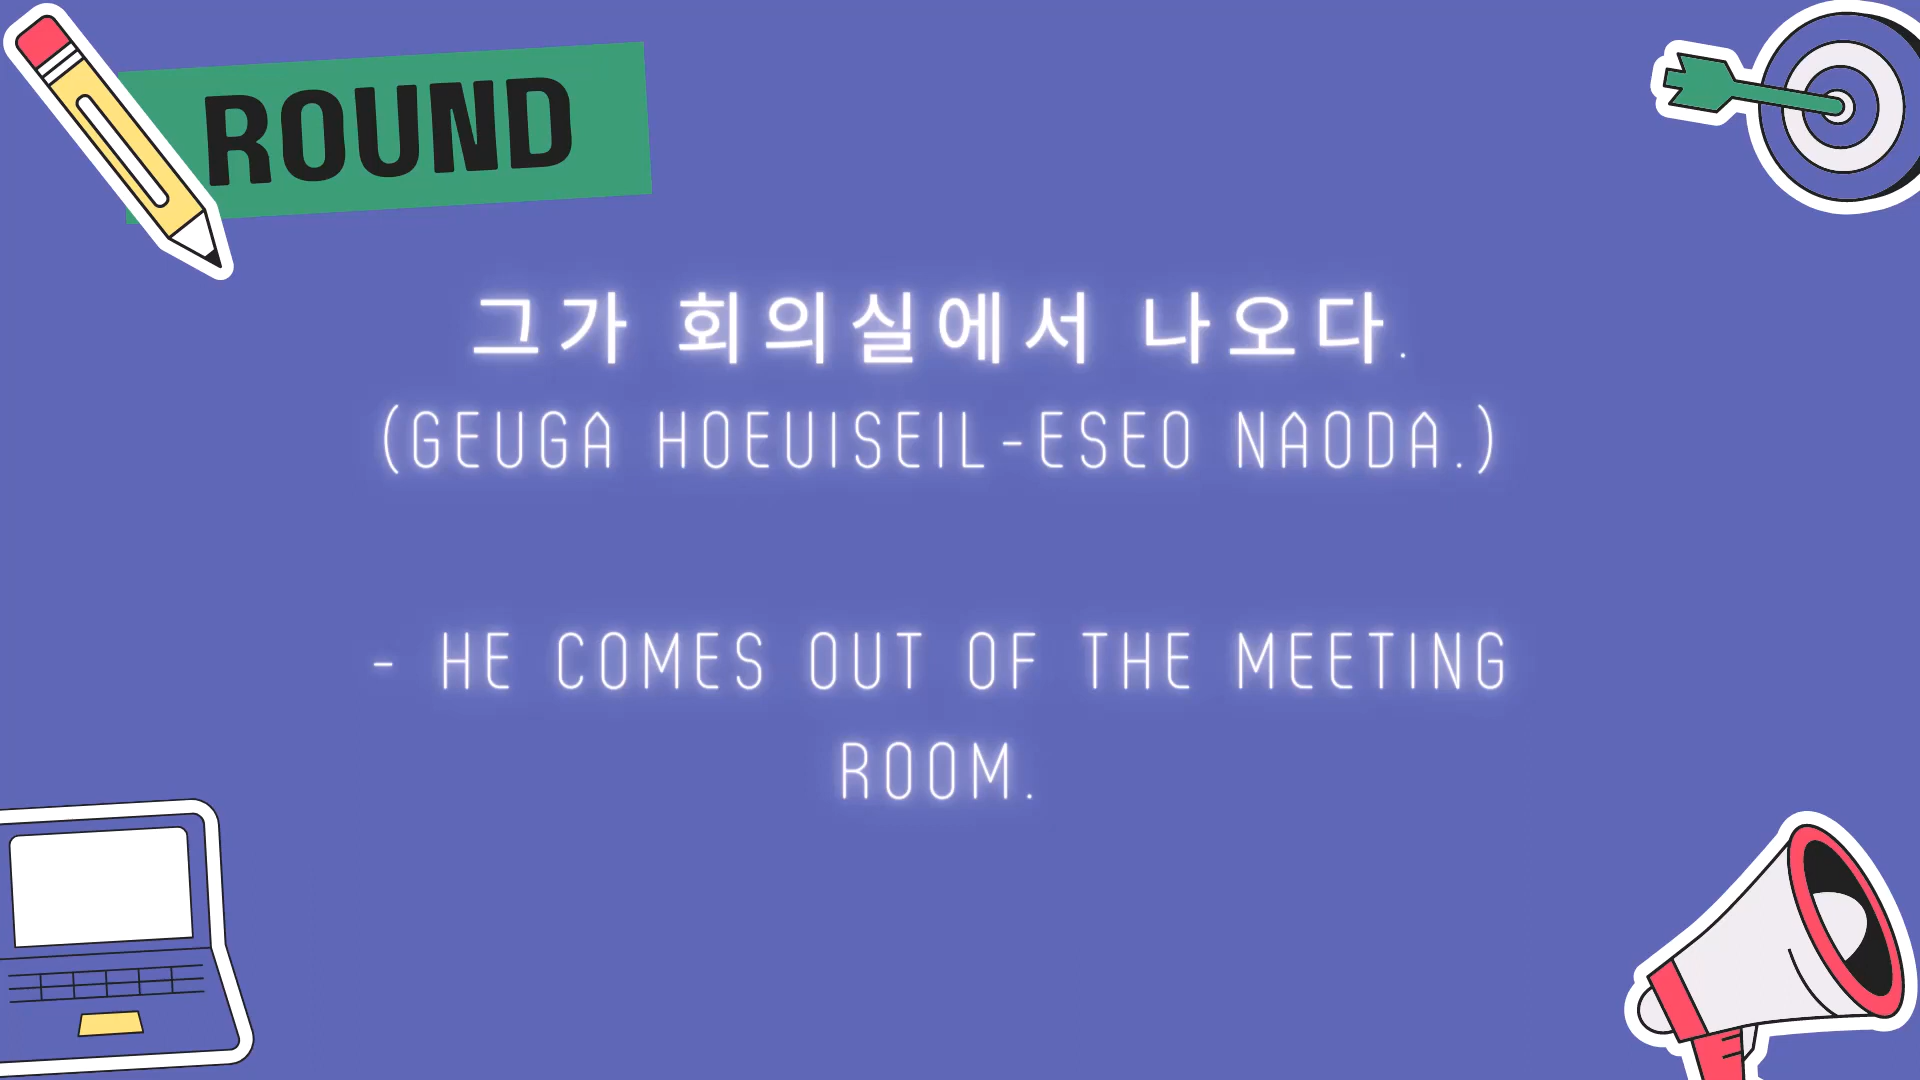 ROUND
그가 회의실에서 나오다.
(GEUGA HOEUISEIL-ESEO NAODA.)
- HE COMES OUT OF THE MEETING
ROOM.